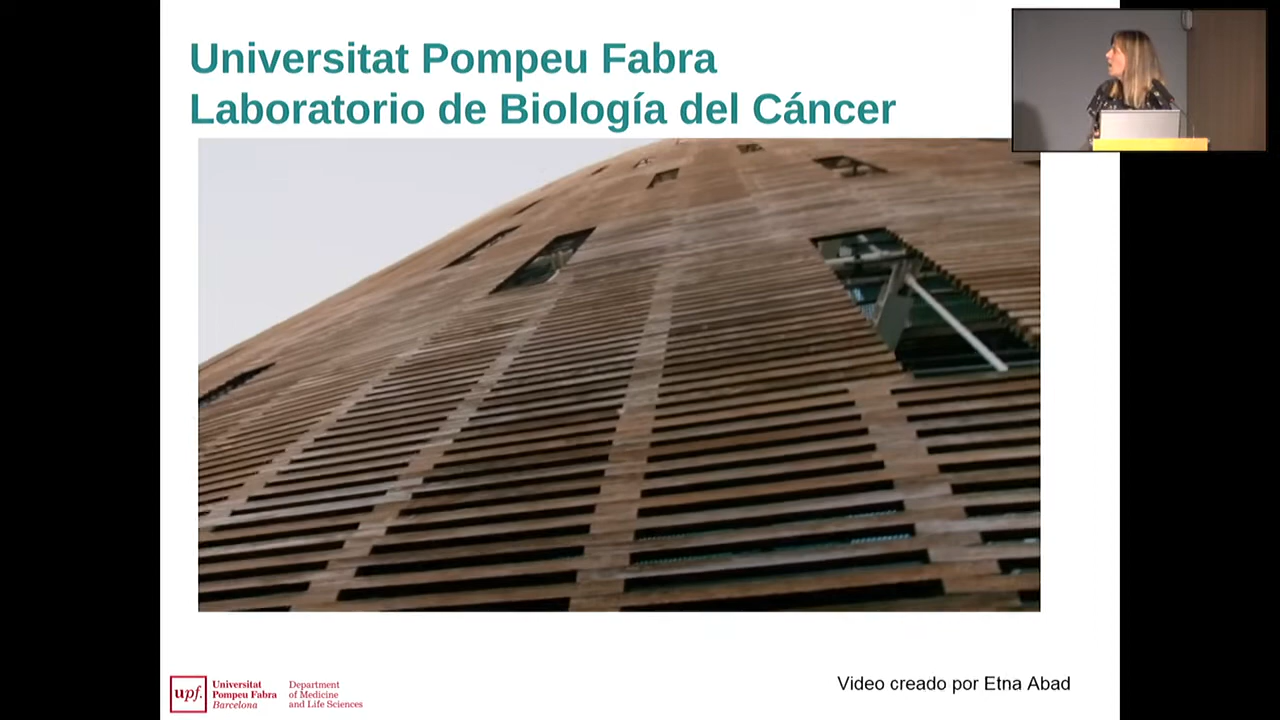 Universitat Pompeu Fabra
Laboratorio de Biología del Cáncer
upf.
Universitat
Pompeu Fabra
Barcelona
Department
of Medicine
and Life Sciences
Video creado por Etna Abad